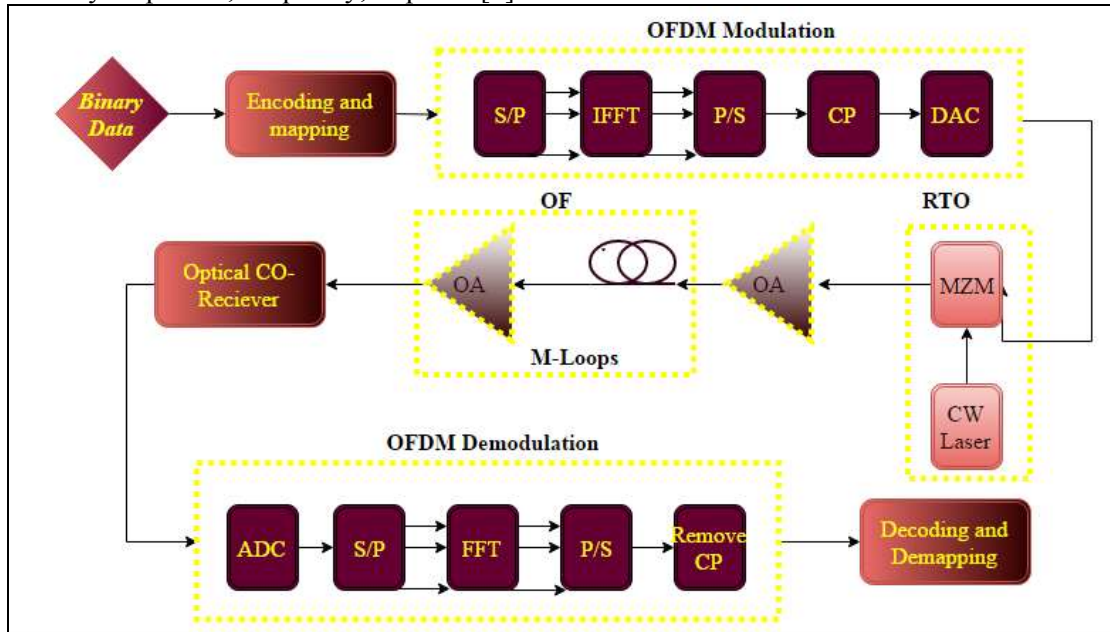 OFDM Modulation
Binary
Data
Encoding and
mapping
S/P
IFFT
P/S
CP
DAC
OF
RTO
Optical CO-
Reciever
OA
OA
MZM
M-Loops
CW
Laser
OFDM Demodulation
ADC
S/P
FFT
P/S
Remove
CP
Decoding and
Demapping